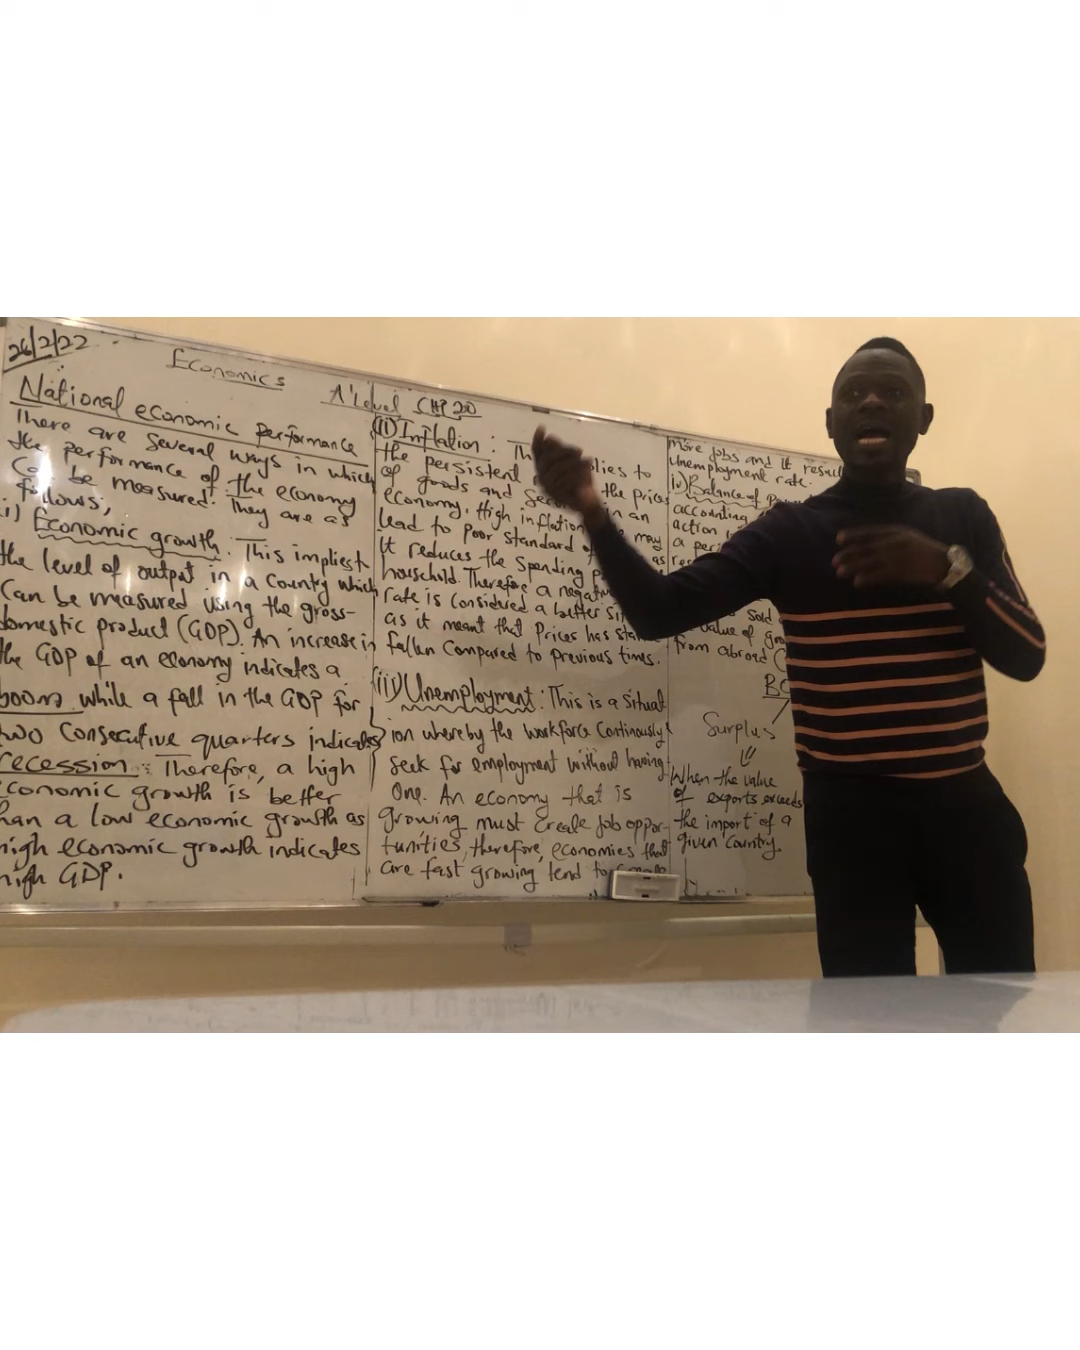 26/2/22
Economics
A'Level CHP 20
National economic performance
There are several ways in which
the performance of the economy
Can be measured. They are as
follows;
i) Economic growth. This impliest
the level of output in a Country which
Can be measured using the gross-
domestic product (GDP). An increase in
the GDP of an economy indicates a
boom while a fall in the GDP for
two Consecutive quarters indicates
recession. Therefore, a high
economic growth is better
than a low economic growth as
high economic growth indicates
high GDP.
(ii) Inflation: Th lies to
the persistent the prices
of goods and in an
economy. High inflation may
lead to Poor standard of as
It reduces the Spending
household. Therefore a negat
rate is Considered a better
as it meant that Prices has
fallen Compared to previous times.
(iii) Unemployment: This is a Situat
ion whereby the workforce Continously
seek for employment without having
One. An economy that is
growing must Create Job oppor-
tunities, therefore, economies that
are fast growing tend to
more jobs and it resul
Unemployment rate.
iv) Balance of
accounting
action
a per
sold
value of
from abroad (
Surplus
When the value
of exports exceeds
the import of a
given Country.